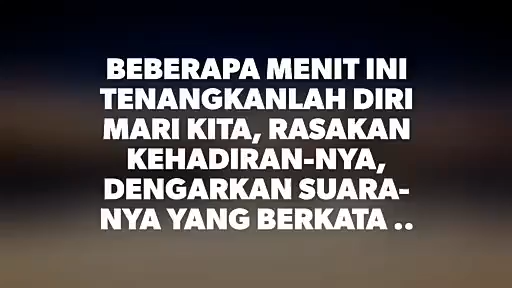 BEBERAPA MENIT INI
TENANGKANLAH DIRI
MARI KITA, RASAKAN
KEHADIRAN-NYA,
DENGARKAN SUARA-
NYA YANG BERKATA ..